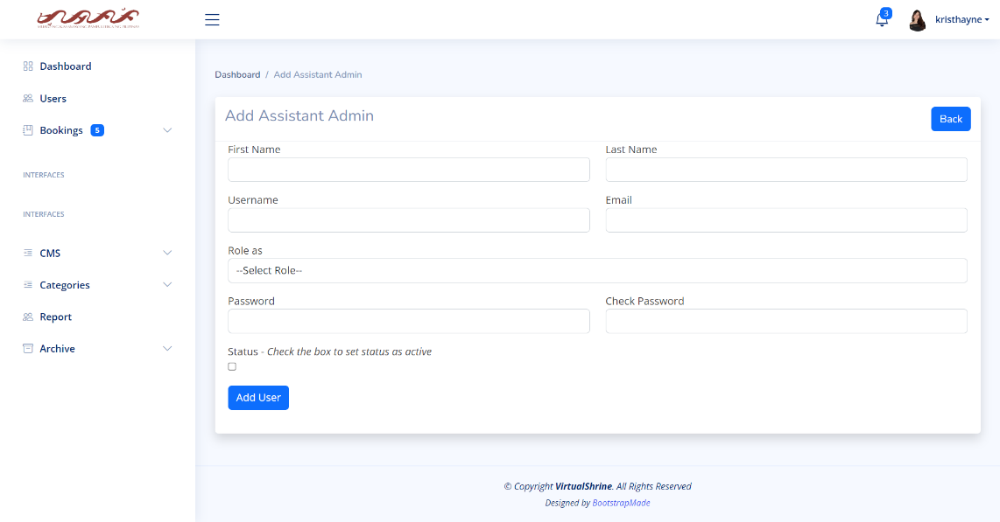 3
kristhayne
Dashboard
Users
Bookings 5
INTERFACES
INTERFACES
CMS
Categories
Report
Archive
Dashboard / Add Assistant Admin
Add Assistant Admin
Back
First Name
Last Name
Username
Email
Role as
--Select Role--
Password
Check Password
Status - Check the box to set status as active
Add User
© Copyright VirtualShrine. All Rights Reserved
Designed by BootstrapMade